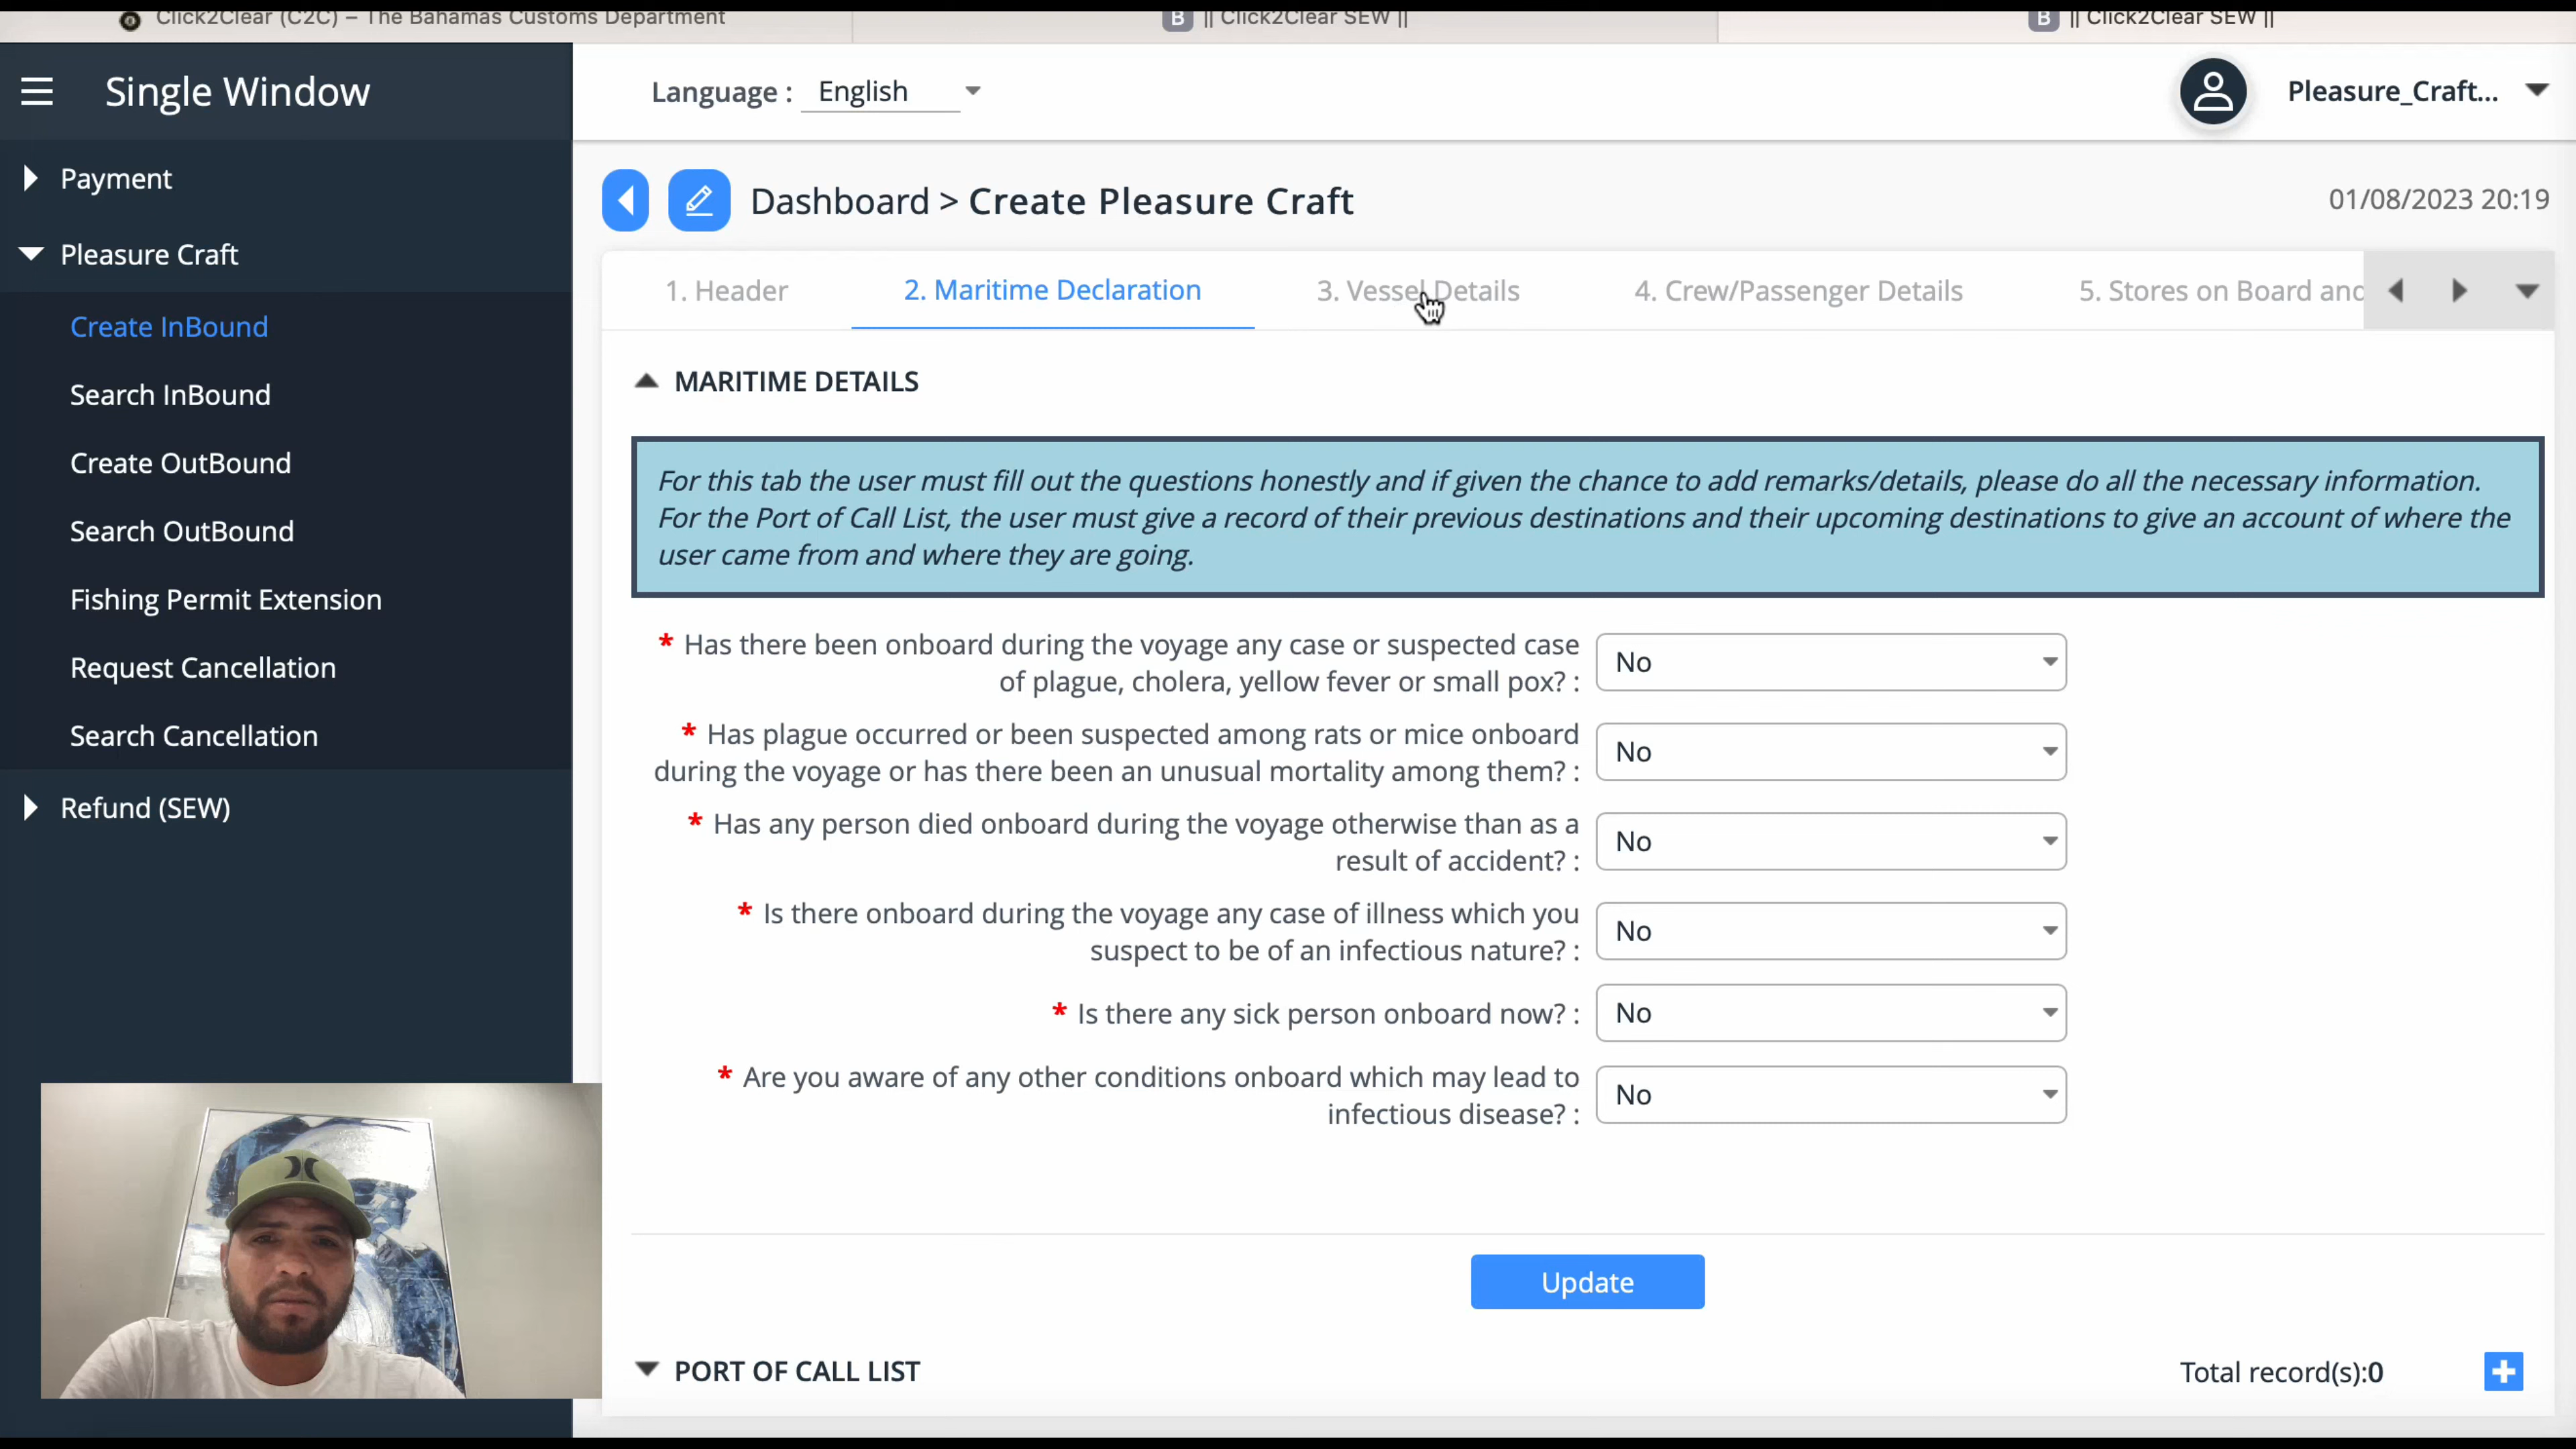 Click2Clear (C2C) – The Bahamas Customs Department
B || Click2Clear SEW ||
B || Click2Clear SEW ||
Single Window
Language : English
Pleasure_Craft...
Payment
Pleasure Craft
Create InBound
Search InBound
Create OutBound
Search OutBound
Fishing Permit Extension
Request Cancellation
Search Cancellation
Refund (SEW)
Dashboard > Create Pleasure Craft
01/08/2023 20:19
1. Header
2. Maritime Declaration
3. Vessel Details
4. Crew/Passenger Details
5. Stores on Board and
MARITIME DETAILS
For this tab the user must fill out the questions honestly and if given the chance to add remarks/details, please do all the necessary information.
For the Port of Call List, the user must give a record of their previous destinations and their upcoming destinations to give an account of where the
user came from and where they are going.
* Has there been onboard during the voyage any case or suspected case
of plague, cholera, yellow fever or small pox? :
No
* Has plague occurred or been suspected among rats or mice onboard
during the voyage or has there been an unusual mortality among them? :
No
* Has any person died onboard during the voyage otherwise than as a
result of accident? :
No
* Is there onboard during the voyage any case of illness which you
suspect to be of an infectious nature? :
No
* Is there any sick person onboard now? :
No
* Are you aware of any other conditions onboard which may lead to
infectious disease? :
No
Update
PORT OF CALL LIST
Total record(s):0